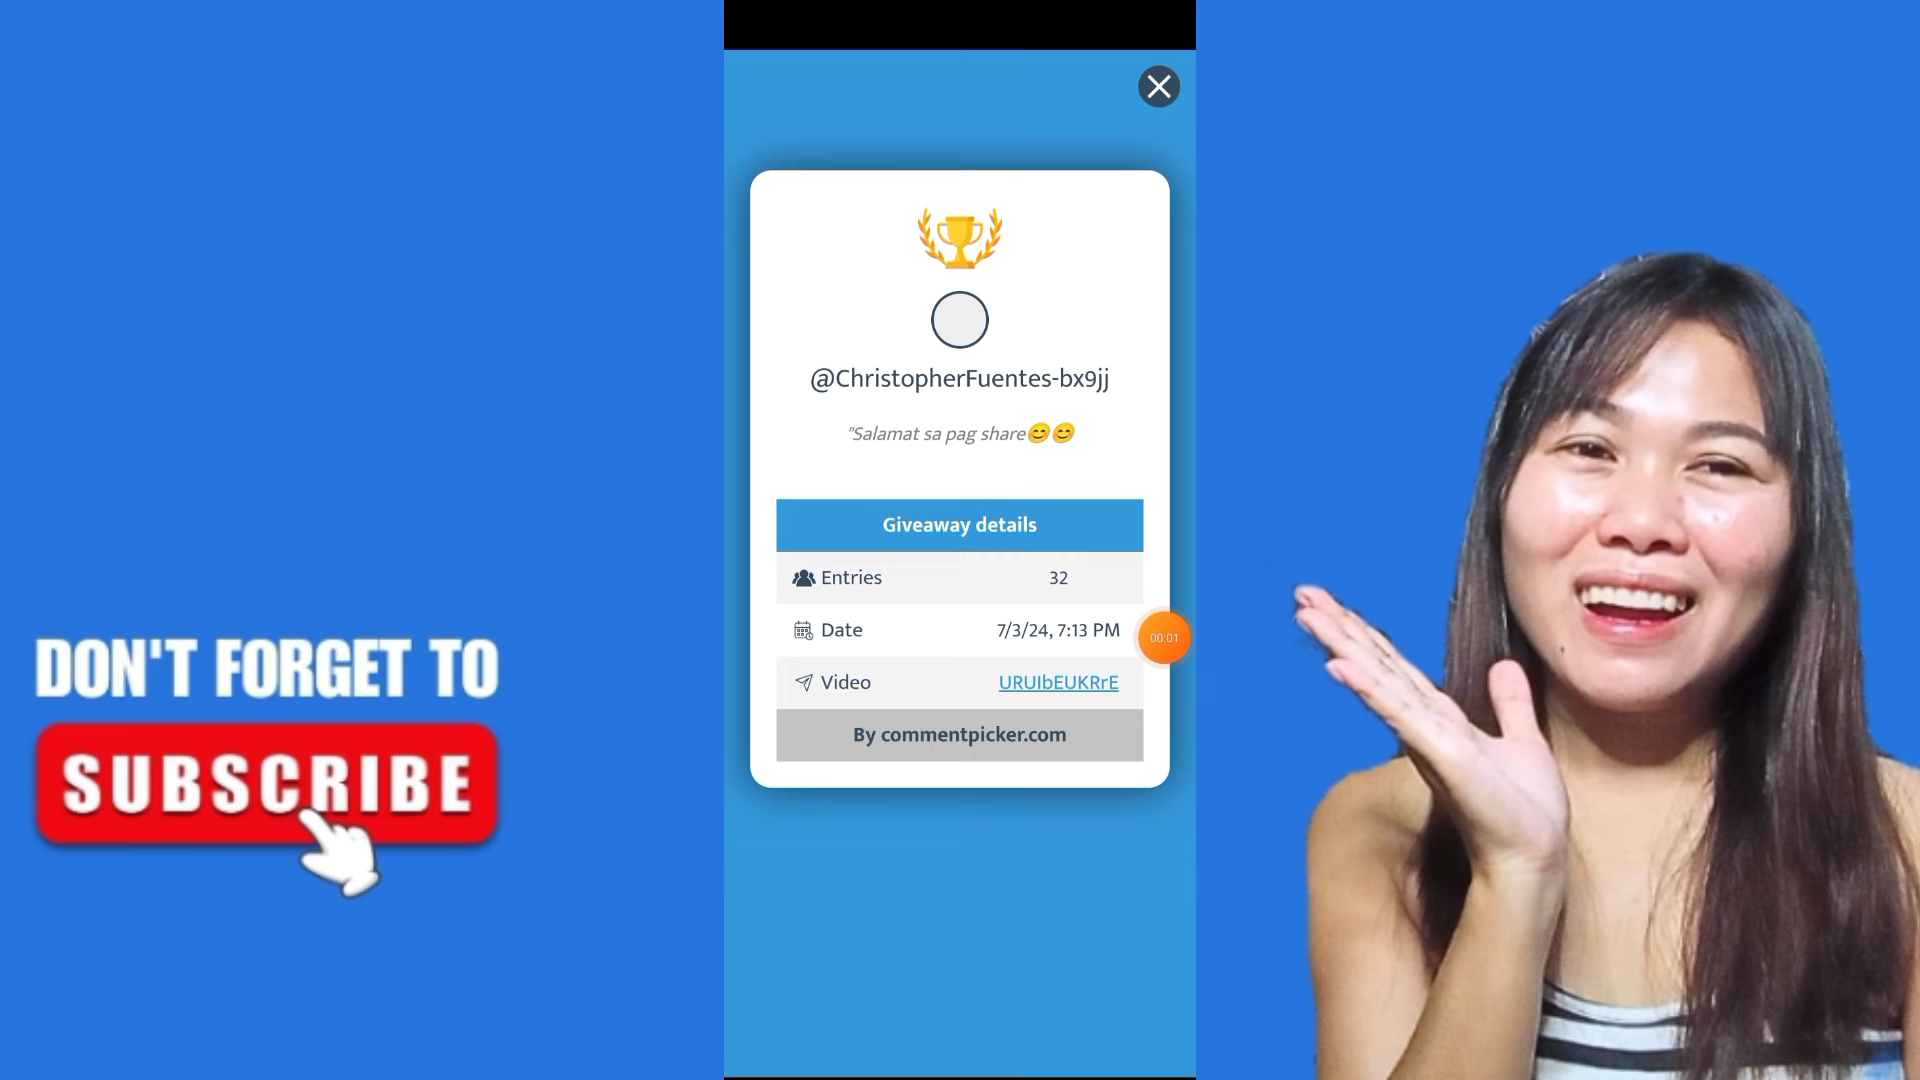 @ChristopherFuentes-bx9jj
"Salamat sa pag share😊😊
Giveaway details
Entries 32
Date 7/3/24, 7:13 PM
00:01
Video URUIbEUKRrE
By commentpicker.com
DON'T FORGET TO
SUBSCRIBE